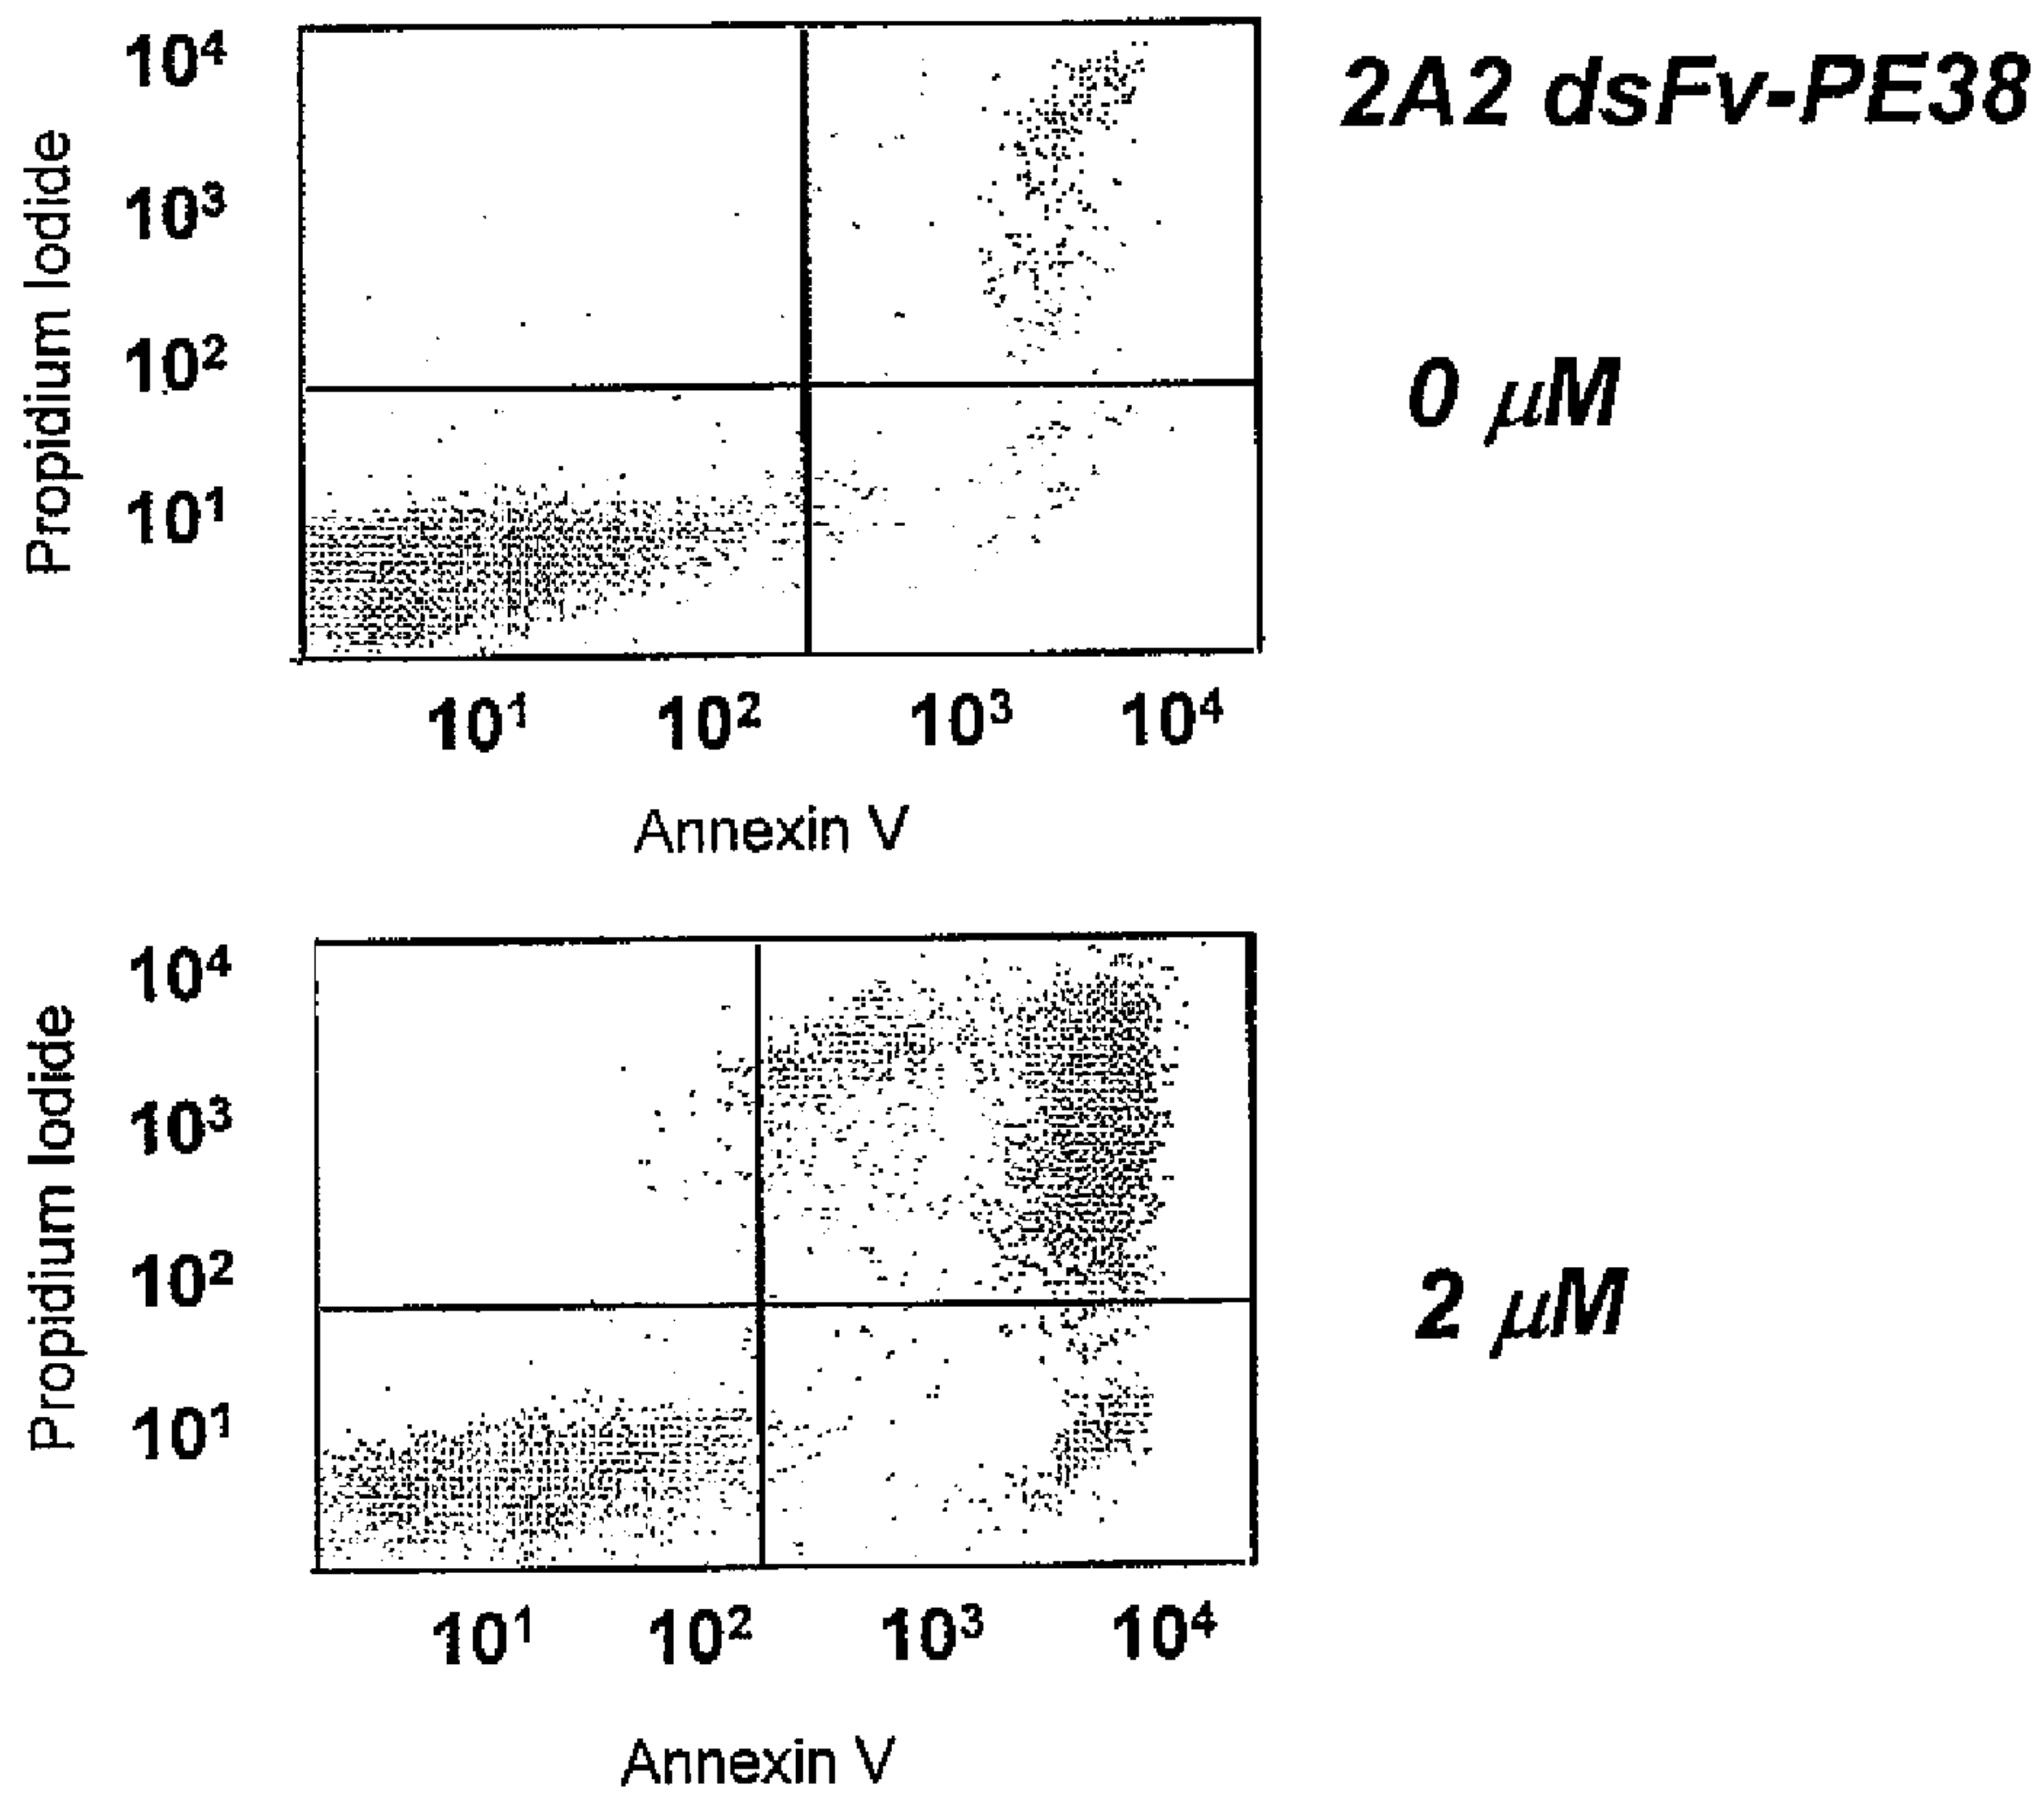 2A2 dsFv-PE38
0 μM
Propidium Iodide
10⁴
10³
10²
10¹
10¹ 10² 10³ 10⁴
Annexin V
2 μM
Propidium Iodide
10⁴
10³
10²
10¹
10¹ 10² 10³ 10⁴
Annexin V